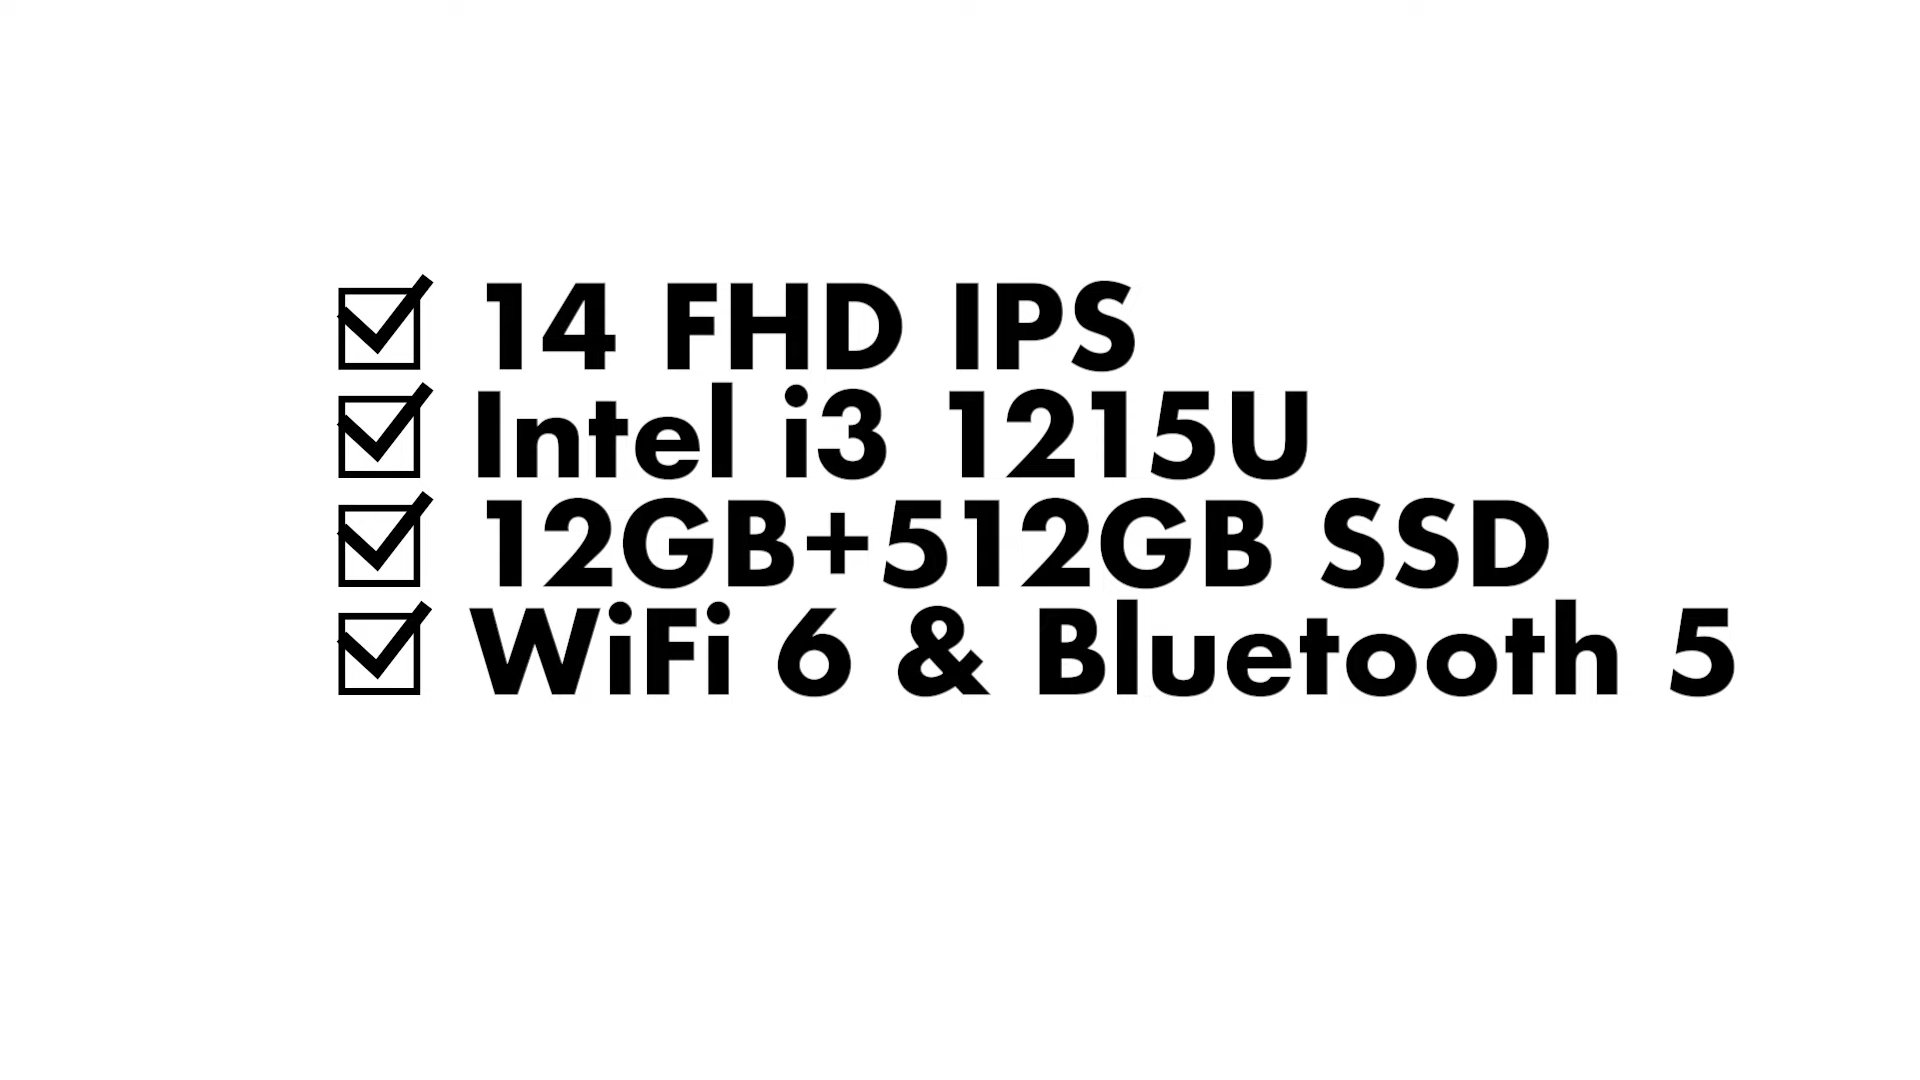 ☑ 14 FHD IPS
☑ Intel i3 1215U
☑ 12GB+512GB SSD
☑ WiFi 6 & Bluetooth 5